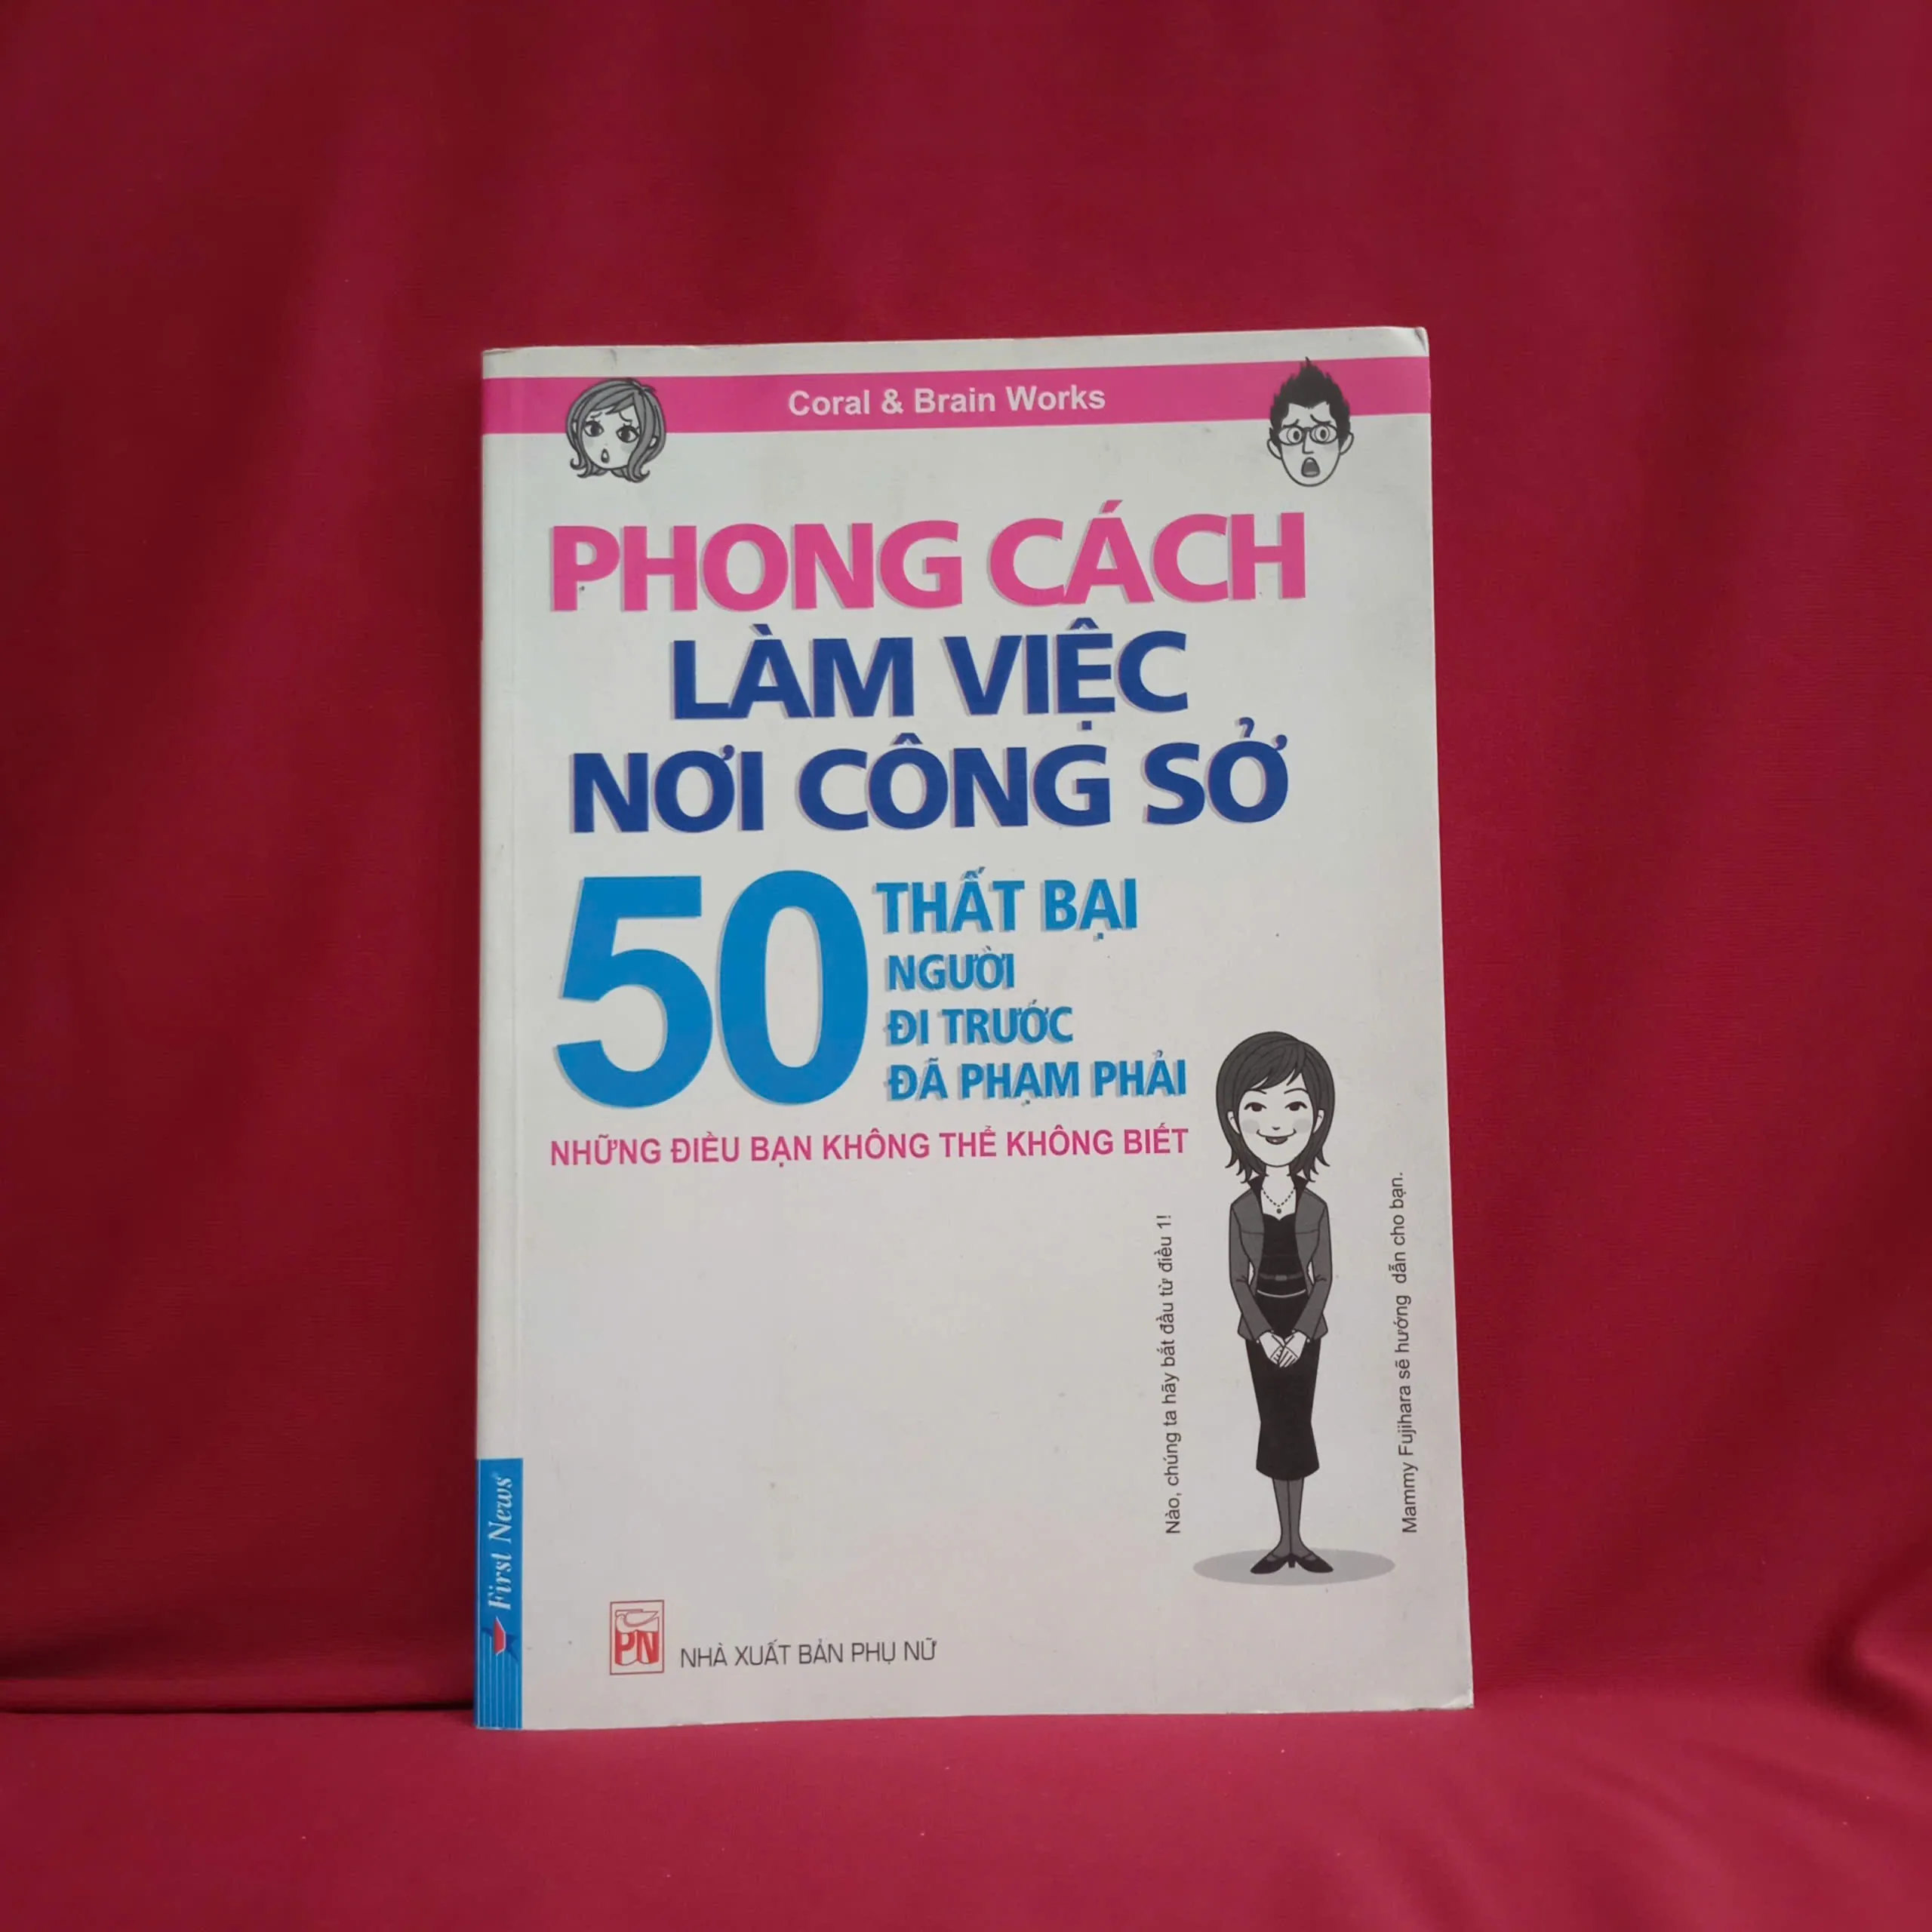 Coral & Brain Works
PHONG CÁCH
LÀM VIỆC
NƠI CÔNG SỞ
50 THẤT BẠI
NGƯỜI
ĐI TRƯỚC
ĐÃ PHẠM PHẢI
NHỮNG ĐIỀU BẠN KHÔNG THỂ KHÔNG BIẾT
Nào, chúng ta hãy bắt đầu từ điều 1!
Mammy Fujihara sẽ hướng dẫn cho bạn.
First News
PN
NHÀ XUẤT BẢN PHỤ NỮ